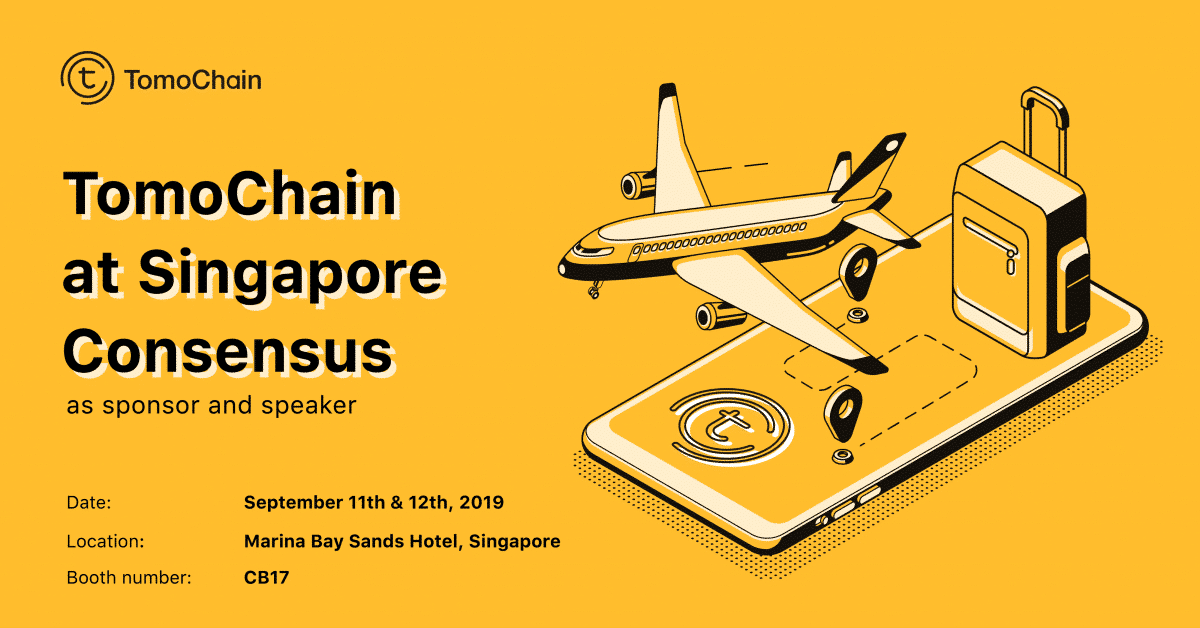 TomoChain
TomoChain
at Singapore
Consensus
as sponsor and speaker
Date: September 11th & 12th, 2019
Location: Marina Bay Sands Hotel, Singapore
Booth number: CB17